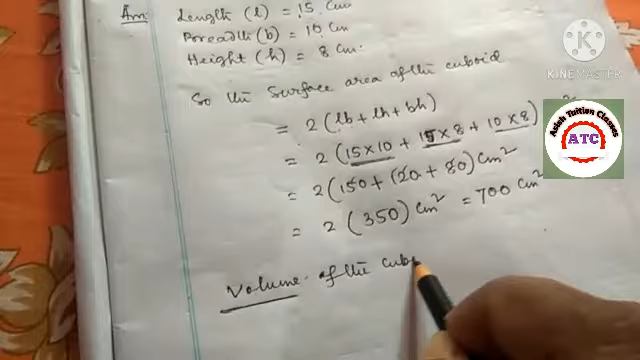 Ans: Length (l) = 15 cm
Breadth (b) = 10 cm
Height (h) = 8 cm.
So the Surface area of the cuboid
= 2 (lb + lh + bh)
= 2 (15 × 10 + 15 × 8 + 10 × 8)
= 2 (150 + 120 + 80) cm²
= 2 (350) cm² = 700 cm²
Volume of the cubo
KINEMASTER
Tuition Classes
ATC